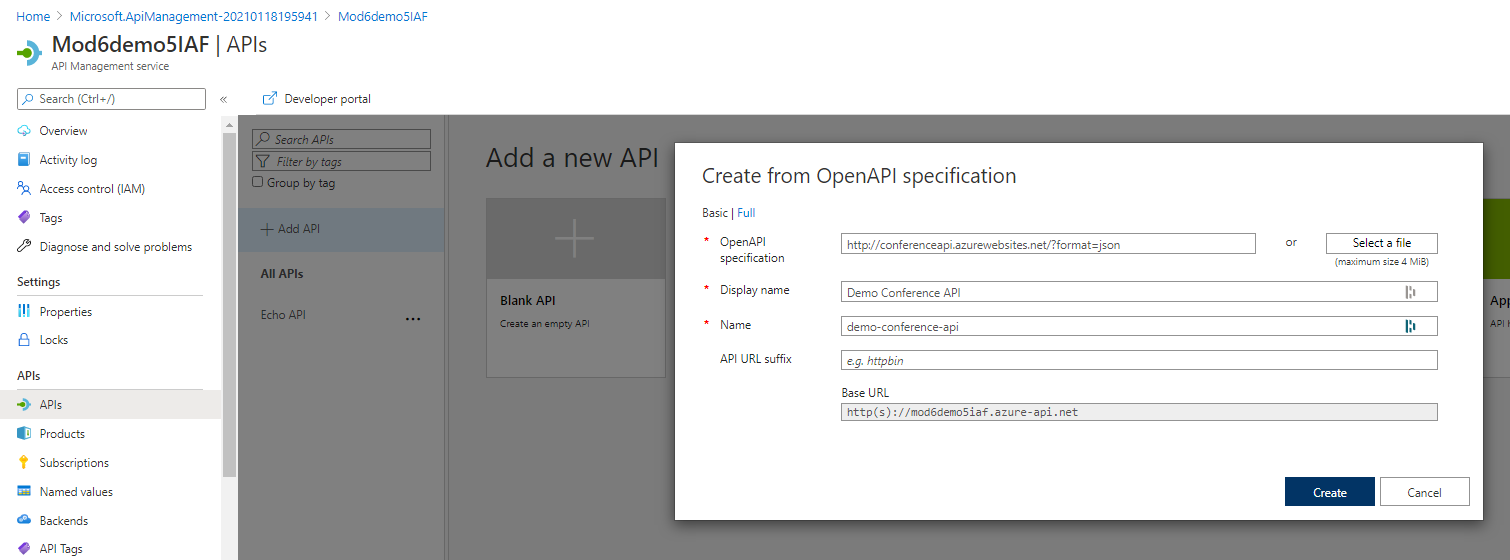 Home > Microsoft.ApiManagement-20210118195941 > Mod6demo5IAF
Mod6demo5IAF | APIs
API Management service
Search (Ctrl+/)
«
Developer portal
Overview
Activity log
Access control (IAM)
Tags
Diagnose and solve problems
Settings
Properties
Locks
APIs
APIs
Products
Subscriptions
Named values
Backends
API Tags
Search APIs
Filter by tags
Group by tag
+ Add API
All APIs
Echo API
...
Add a new API
Blank API
Create an empty API
App
API
Create from OpenAPI specification
Basic | Full
* OpenAPI specification
http://conferenceapi.azurewebsites.net/?format=json
or
Select a file
(maximum size 4 MiB)
* Display name
Demo Conference API
* Name
demo-conference-api
API URL suffix
e.g. httpbin
Base URL
http(s)://mod6demo5iaf.azure-api.net
Create
Cancel